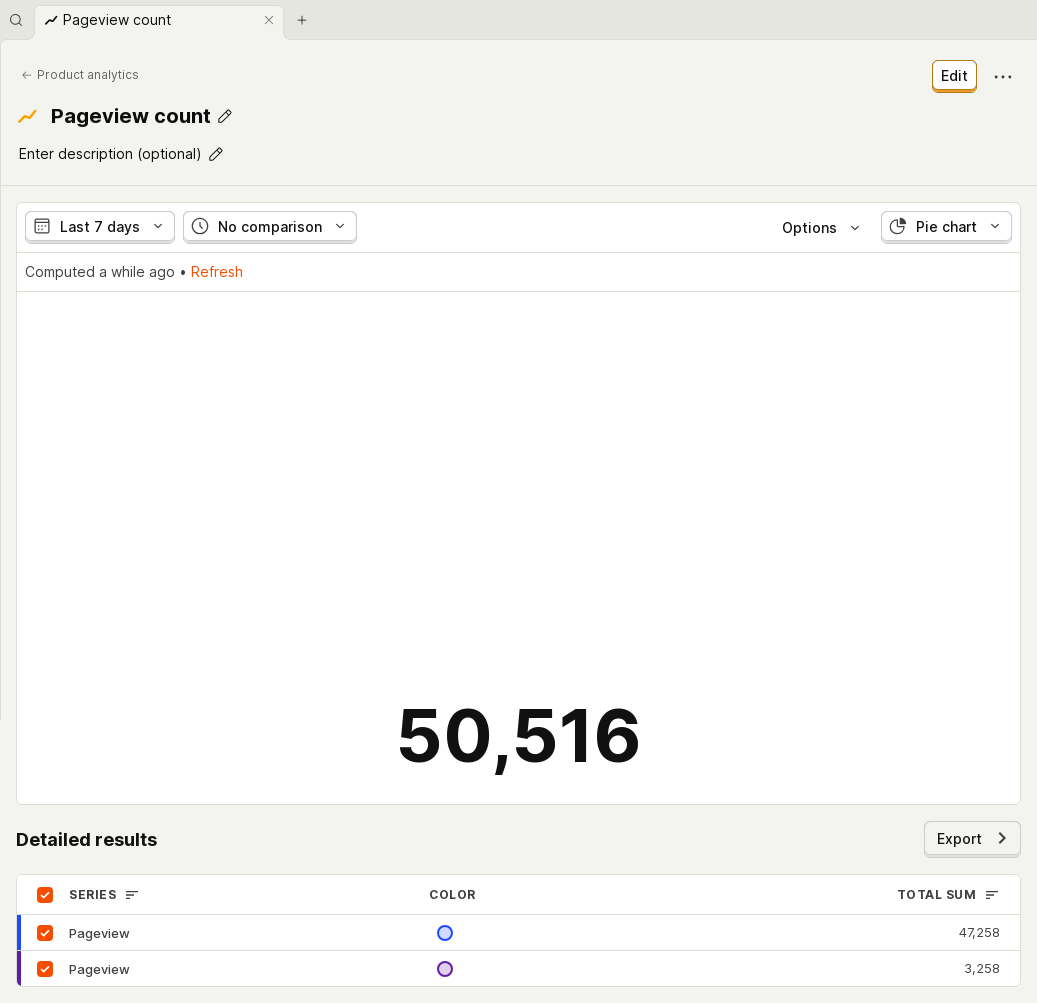 Pageview count
Product analytics
Edit
Pageview count
Enter description (optional)
Last 7 days
No comparison
Options
Pie chart
Computed a while ago • Refresh
50,516
Detailed results
Export
SERIES COLOR TOTAL SUM
Pageview 47,258
Pageview 3,258